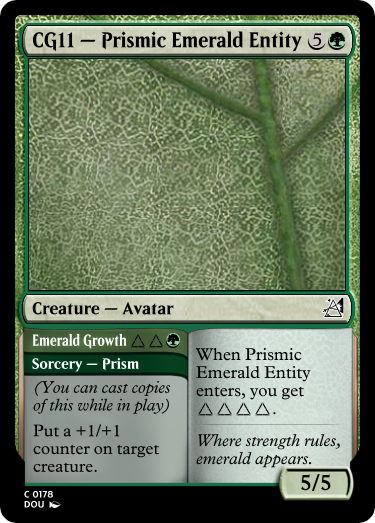 CG11 — Prismic Emerald Entity 5
Creature — Avatar
Emerald Growth △△
Sorcery — Prism
(You can cast copies
of this while in play)
Put a +1/+1
counter on target
creature.
When Prismic
Emerald Entity
enters, you get
△△△△.
Where strength rules,
emerald appears.
5/5
C 0178
DOU